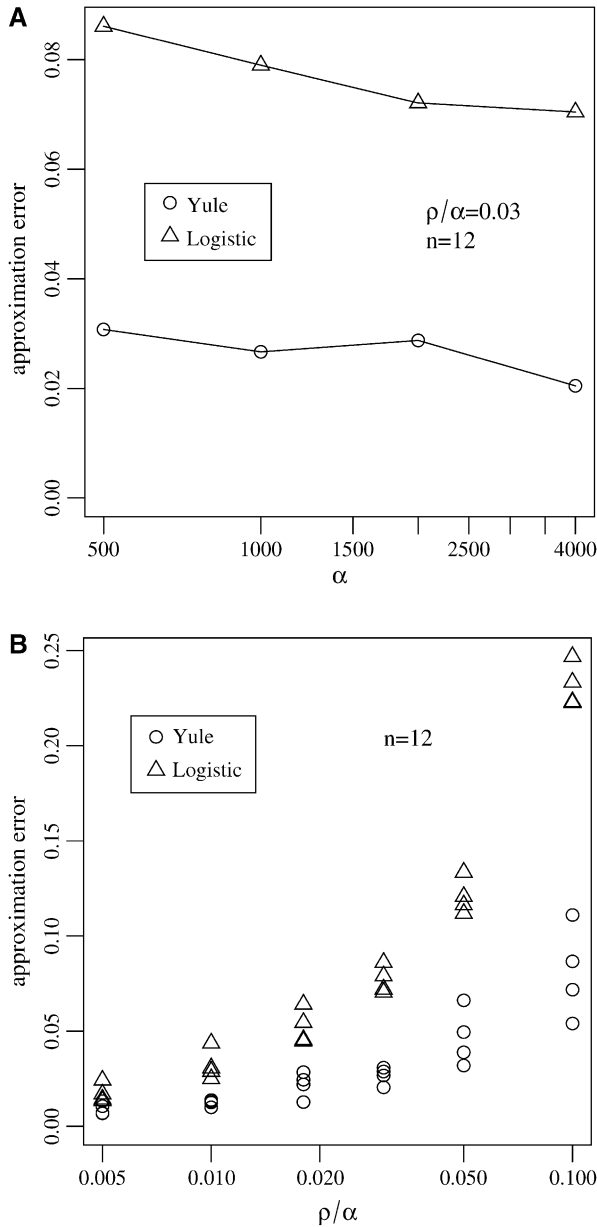 A
approximation error
0.08
0.06
0.04
0.02
0.00
Yule
Logistic
ρ/α=0.03
n=12
500 1000 1500 2500 4000
α
B
approximation error
0.25
0.20
0.15
0.10
0.05
0.00
Yule
Logistic
n=12
0.005 0.010 0.020 0.050 0.100
ρ/α